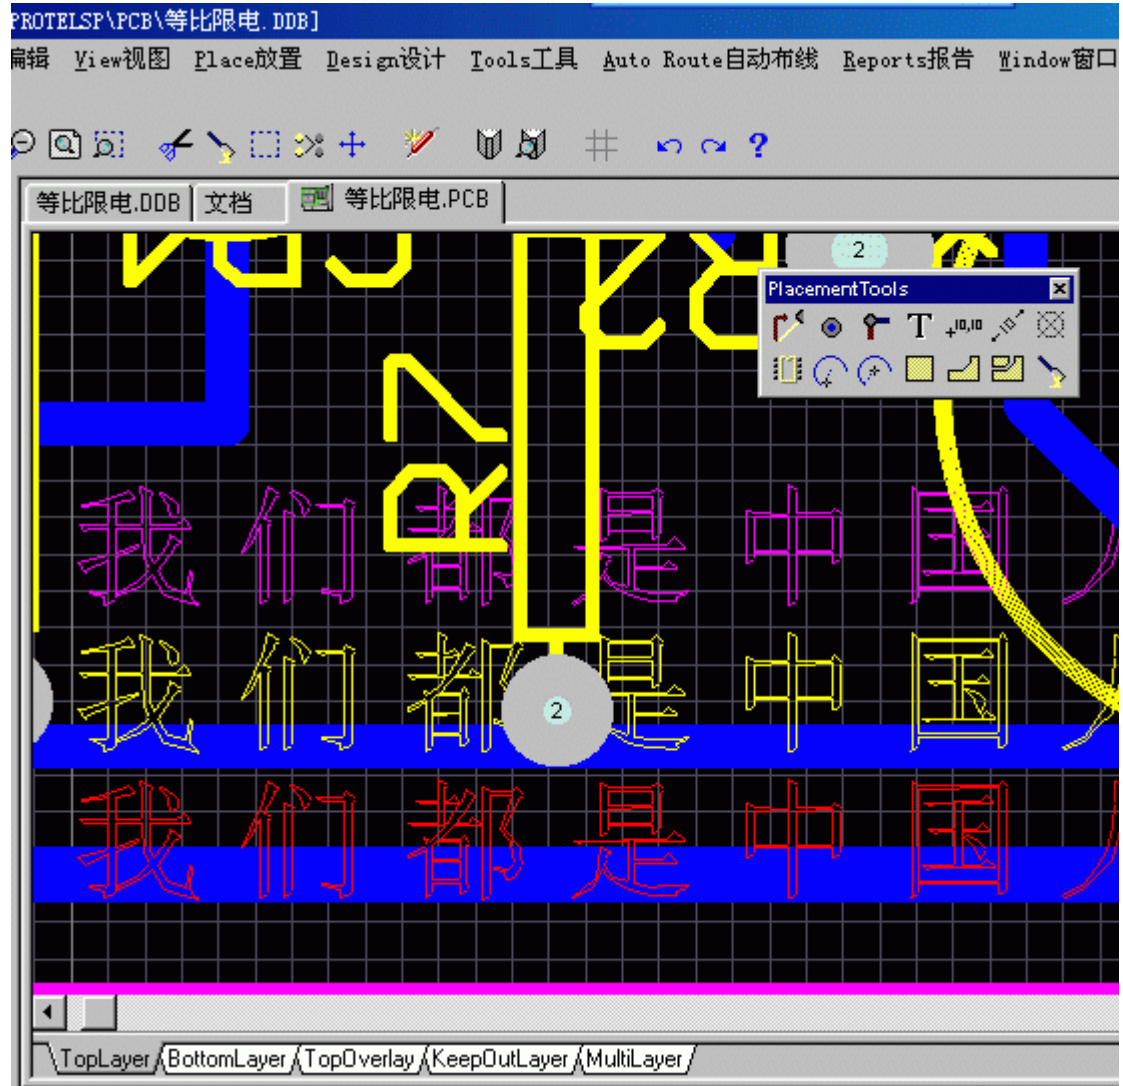 PROTELSP\PCB\等比限电.DDB]
编辑 View视图 Place放置 Design设计 Tools工具 Auto Route自动布线 Reports报告 Window窗口
等比限电.DDB 文档 等比限电.PCB
2
PlacementTools
T +10,10
R7
我们都是中国人
我们都是中国人
2
我们都是中国人
TopLayer BottomLayer TopOverlay KeepOutLayer MultiLayer